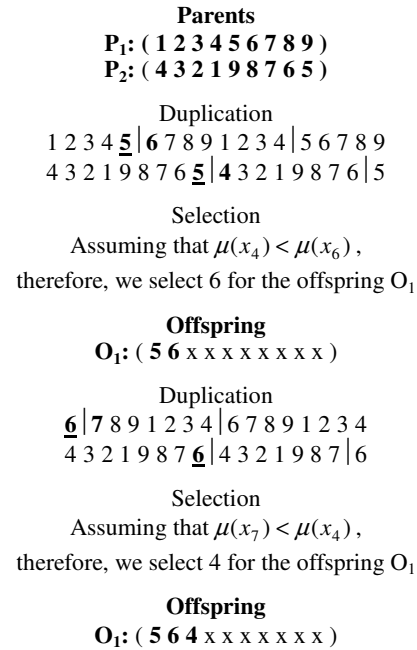 Parents
P₁: ( 1 2 3 4 5 6 7 8 9 )
P₂: ( 4 3 2 1 9 8 7 6 5 )
Duplication
1 2 3 4 5 | 6 7 8 9 1 2 3 4 | 5 6 7 8 9
4 3 2 1 9 8 7 6 5 | 4 3 2 1 9 8 7 6 | 5
Selection
Assuming that μ(x₄) < μ(x₆) ,
therefore, we select 6 for the offspring O₁
Offspring
O₁: ( 5 6 x x x x x x x x )
Duplication
6 | 7 8 9 1 2 3 4 | 6 7 8 9 1 2 3 4
4 3 2 1 9 8 7 6 | 4 3 2 1 9 8 7 | 6
Selection
Assuming that μ(x₇) < μ(x₄) ,
therefore, we select 4 for the offspring O₁
Offspring
O₁: ( 5 6 4 x x x x x x x )